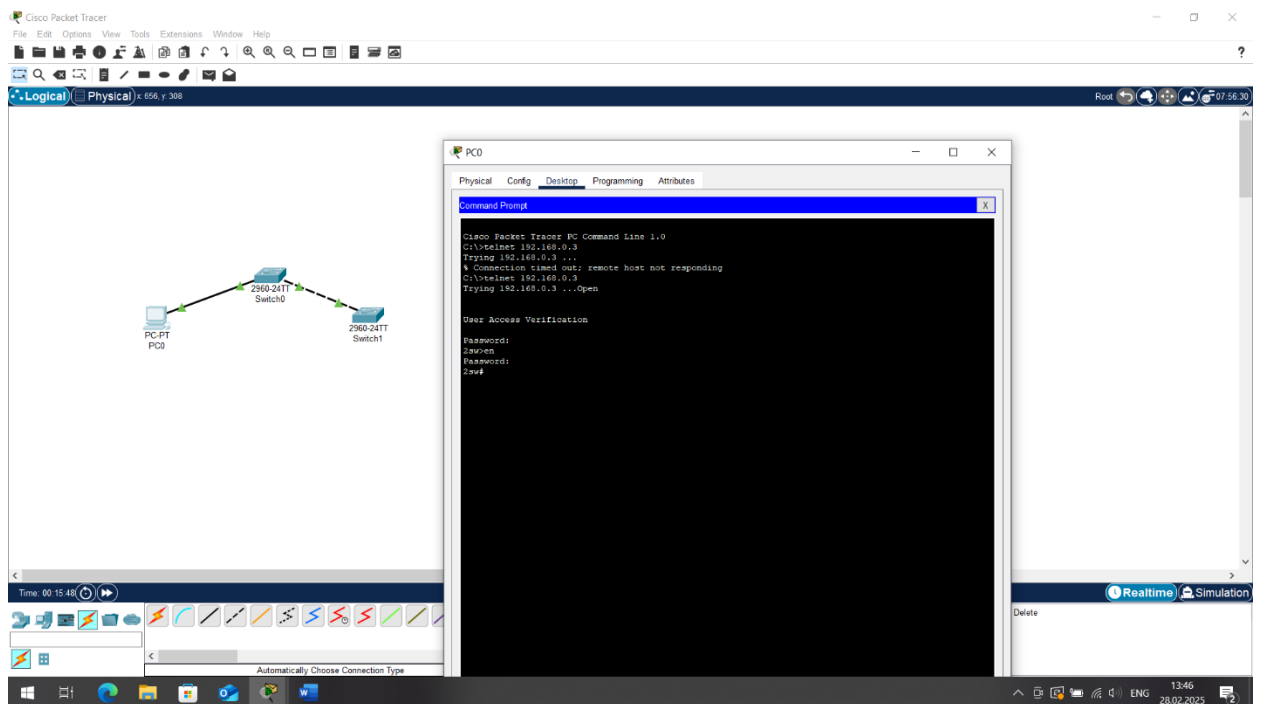 Cisco Packet Tracer
File Edit Options View Tools Extensions Window Help
?
Logical Physical x: 656, y: 308 Root 07:56:30
PC0
Physical Config Desktop Programming Attributes
Command Prompt X
Cisco Packet Tracer PC Command Line 1.0
C:\>telnet 192.168.0.3
Trying 192.168.0.3 ...
% Connection timed out; remote host not responding
C:\>telnet 192.168.0.3
Trying 192.168.0.3 ...Open
User Access Verification
Password:
2sw>en
Password:
2sw#
2960-24TT
Switch0
PC-PT
PC0
2960-24TT
Switch1
Time: 00:15:48 Realtime Simulation
Delete
Automatically Choose Connection Type
ENG 13:46
28.02.2025 2